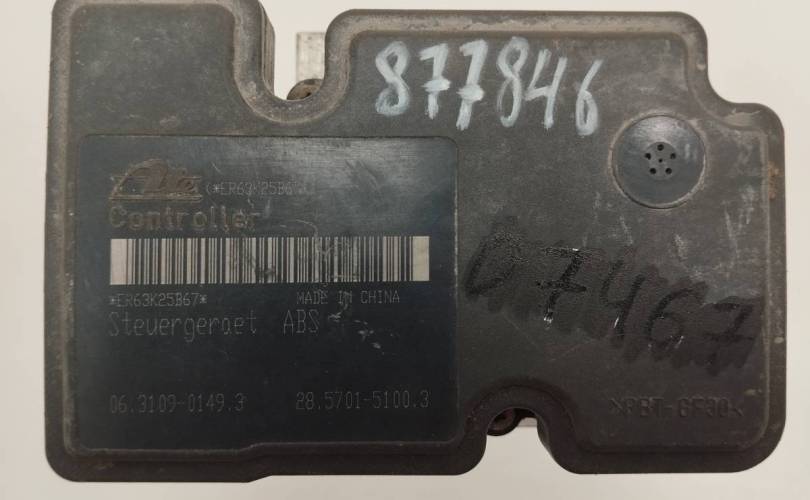 877846
Ate (*ER63K25B67*)
Controller
*ER63K25B67* MADE IN CHINA
Steuergeraet ABS
06.3109-0149.3 28.5701-5100.3
07467
>PBT-GF30<